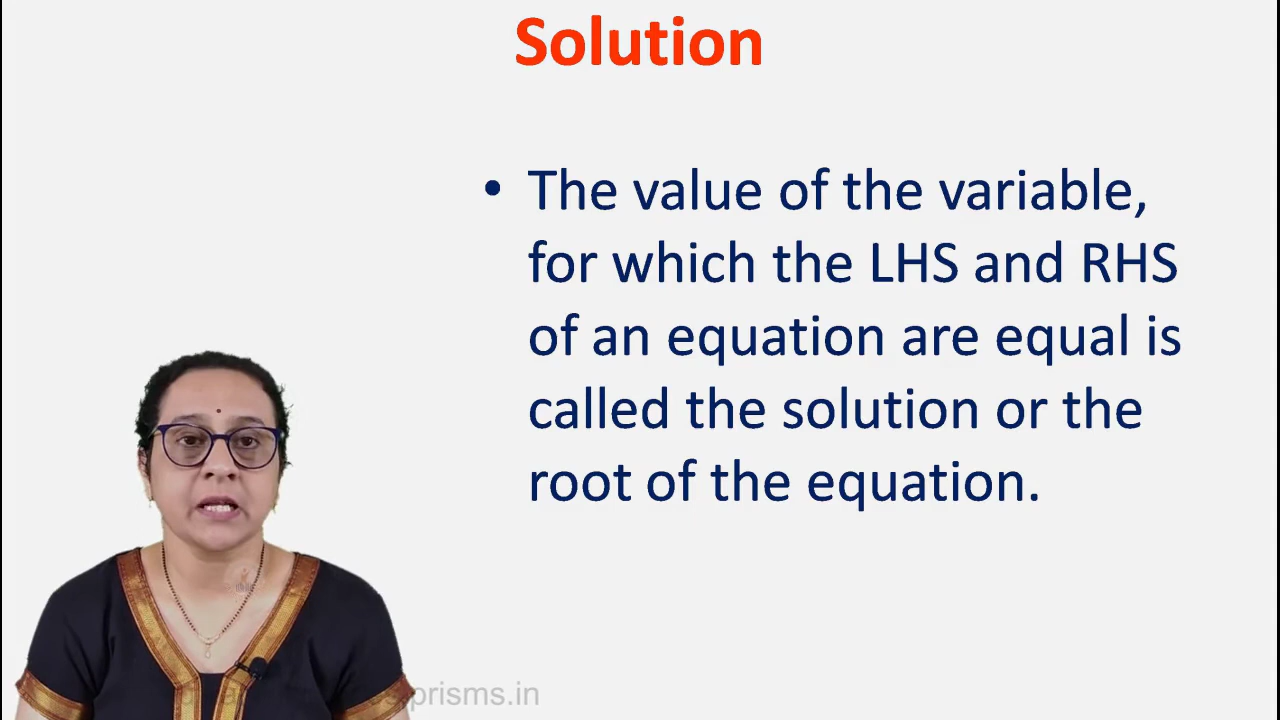 Solution
• The value of the variable,
for which the LHS and RHS
of an equation are equal is
called the solution or the
root of the equation.
prisms.in